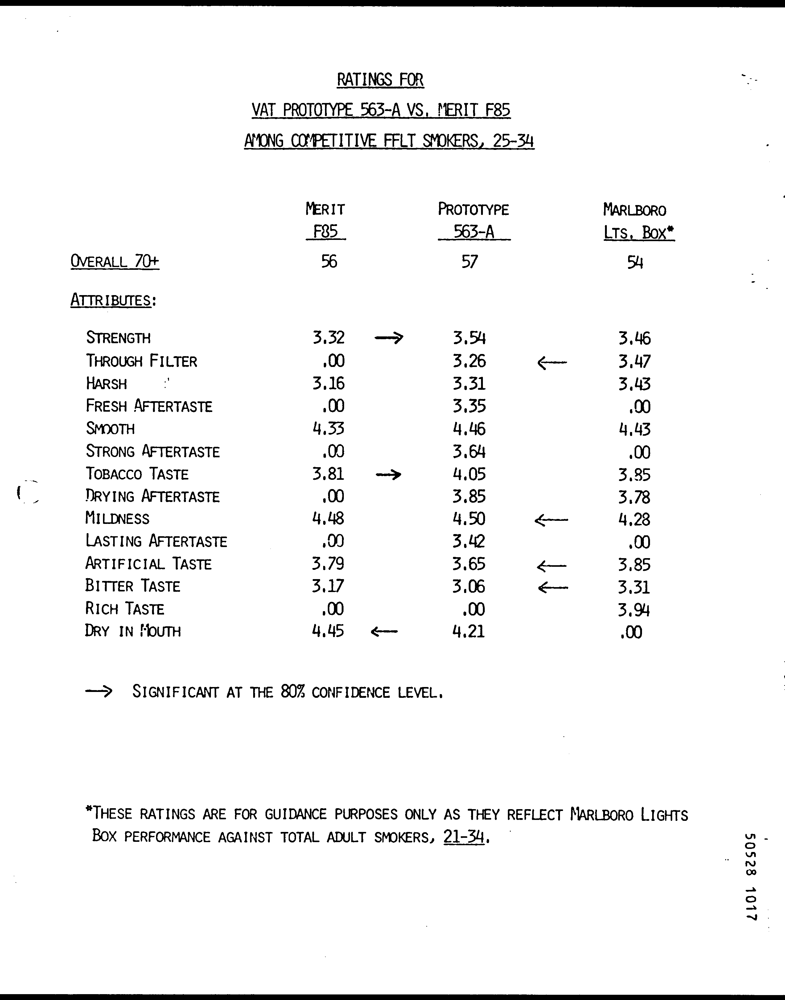 RATINGS FOR
VAT PROTOTYPE 563-A VS. MERIT F85
AMONG COMPETITIVE FFLT SMOKERS, 25-34
MERIT PROTOTYPE MARLBORO
F85 563-A LTS. BOX*
OVERALL 70+ 56 57 54
ATTRIBUTES:
STRENGTH 3.32 → 3.54 3.46
THROUGH FILTER .00 3.26 ← 3.47
HARSH 3.16 3.31 3.43
FRESH AFTERTASTE .00 3.35 .00
SMOOTH 4.33 4.46 4.43
STRONG AFTERTASTE .00 3.64 .00
TOBACCO TASTE 3.81 → 4.05 3.85
DRYING AFTERTASTE .00 3.85 3.78
MILDNESS 4.48 4.50 ← 4.28
LASTING AFTERTASTE .00 3.42 .00
ARTIFICIAL TASTE 3.79 3.65 ← 3.85
BITTER TASTE 3.17 3.06 ← 3.31
RICH TASTE .00 .00 3.94
DRY IN MOUTH 4.45 ← 4.21 .00
→ SIGNIFICANT AT THE 80% CONFIDENCE LEVEL.
*THESE RATINGS ARE FOR GUIDANCE PURPOSES ONLY AS THEY REFLECT MARLBORO LIGHTS
BOX PERFORMANCE AGAINST TOTAL ADULT SMOKERS, 21-34.
50528 1017